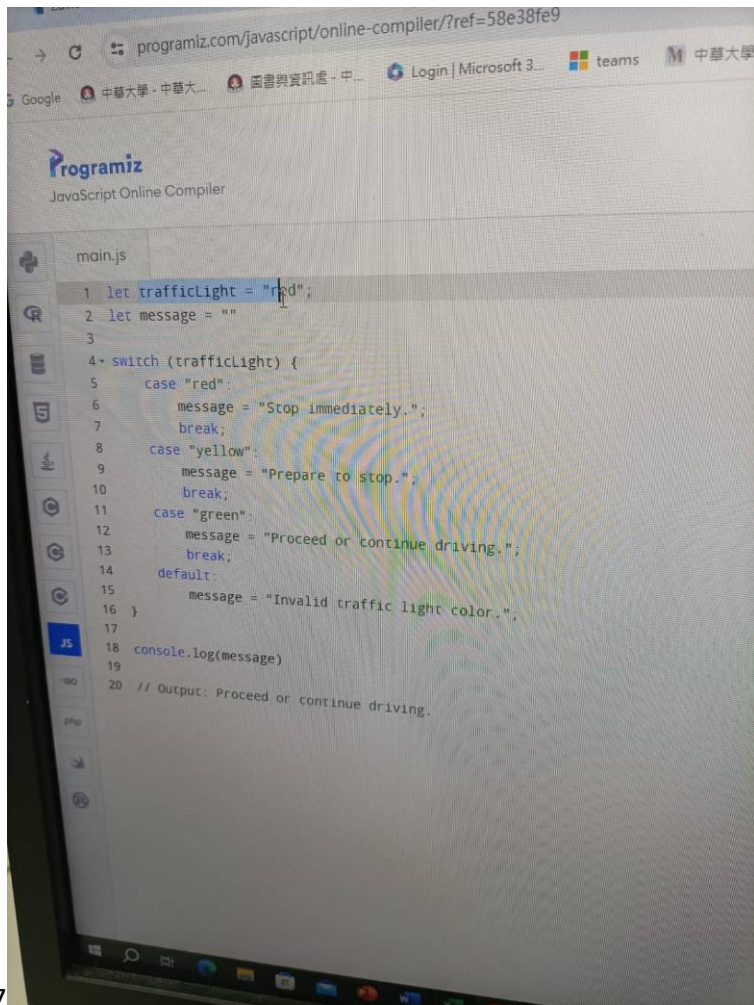 programiz.com/javascript/online-compiler/?ref=58e38fe9
Google 中華大學 - 中華大... 圖書與資訊處 - 中... Login | Microsoft 3... teams M 中華大學
Programiz
JavaScript Online Compiler
main.js
1 let trafficLight = "red";
2 let message = ""
3
4 switch (trafficLight) {
5 case "red":
6 message = "Stop immediately.";
7 break;
8 case "yellow":
9 message = "Prepare to stop.";
10 break;
11 case "green":
12 message = "Proceed or continue driving.";
13 break;
14 default:
15 message = "Invalid traffic light color.";
16 }
17
18 console.log(message)
19
20 // Output: Proceed or continue driving.
JS
GO
php
7